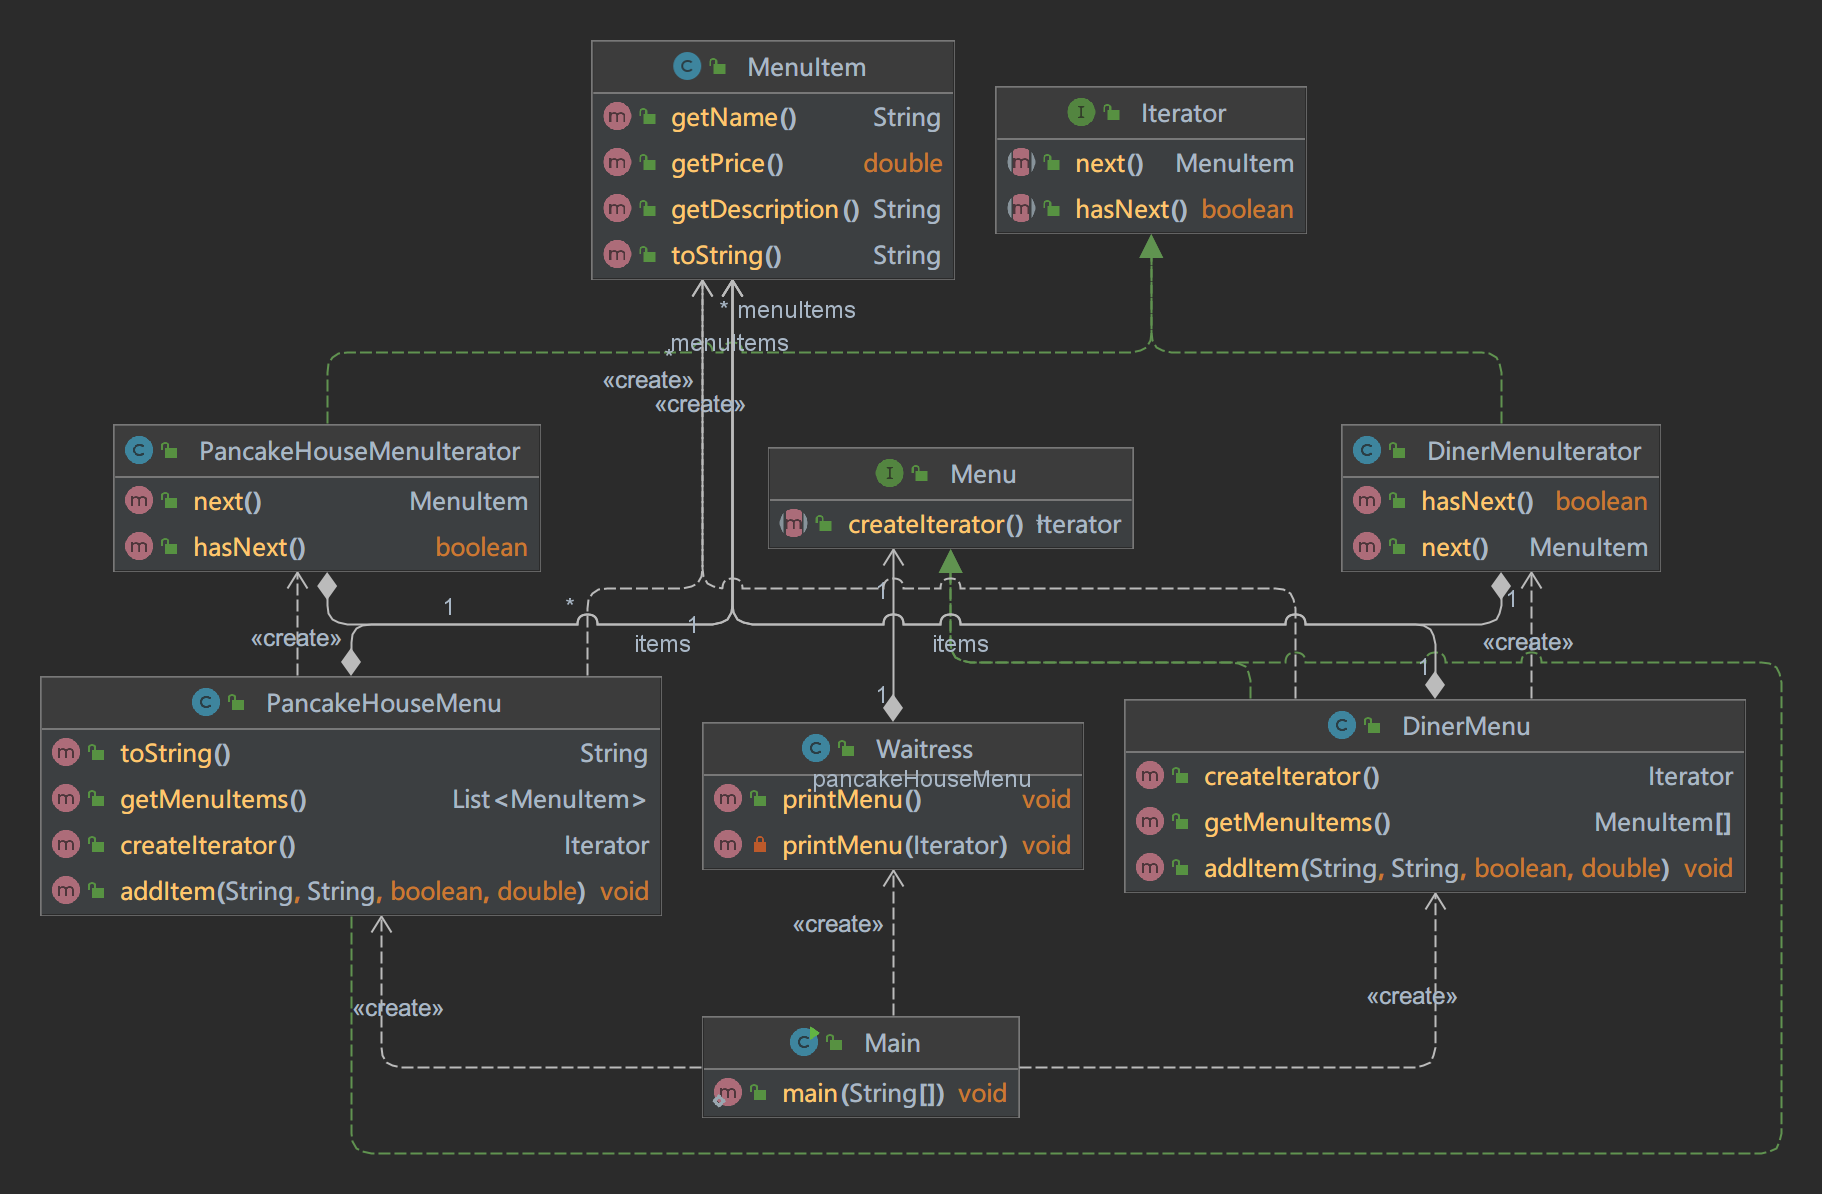 MenuItem
getName() String
getPrice() double
getDescription() String
toString() String
Iterator
next() MenuItem
hasNext() boolean
* menuItems
menuItems
*
«create»
«create»
PancakeHouseMenuIterator
next() MenuItem
hasNext() boolean
Menu
createIterator() Iterator
DinerMenuIterator
hasNext() boolean
next() MenuItem
1
*
1
1
«create»
1
items
items
«create»
1
1
PancakeHouseMenu
toString() String
getMenuItems() List<MenuItem>
createIterator() Iterator
addItem(String, String, boolean, double) void
Waitress
pancakeHouseMenu
printMenu() void
printMenu(Iterator) void
DinerMenu
createIterator() Iterator
getMenuItems() MenuItem[]
addItem(String, String, boolean, double) void
«create»
«create»
«create»
Main
main(String[]) void